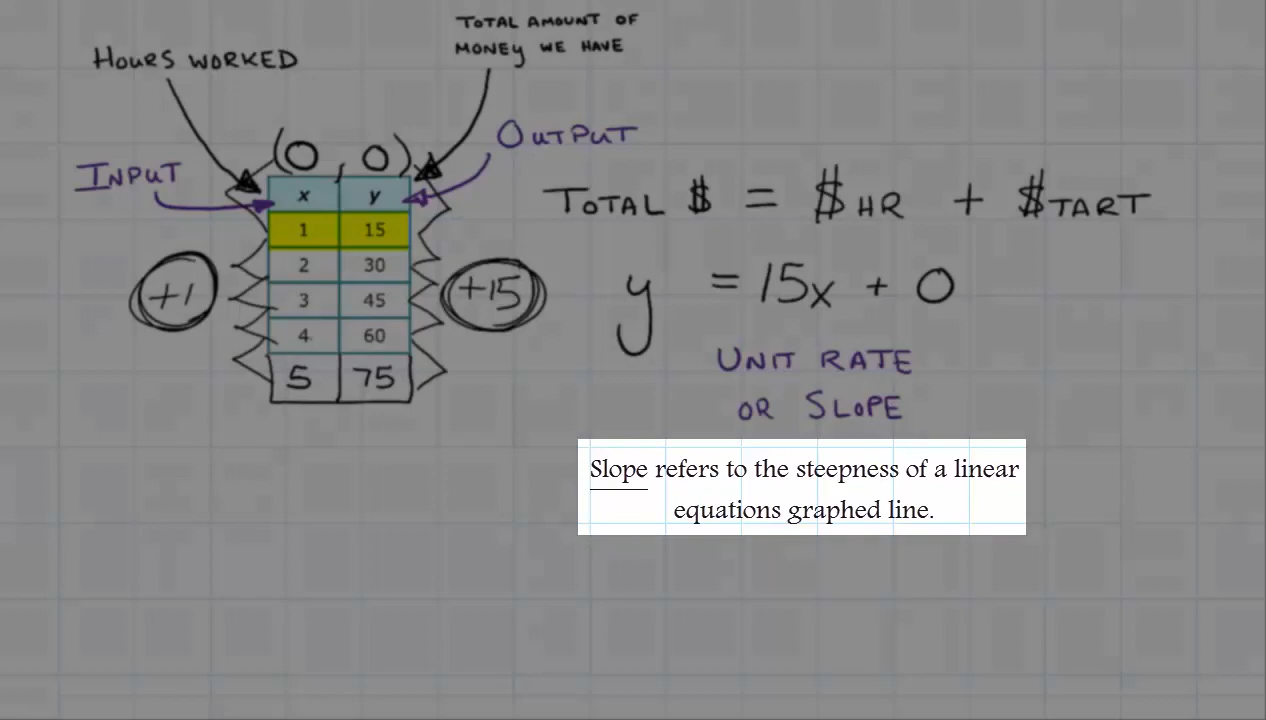 TOTAL AMOUNT OF
MONEY WE HAVE
HOURS WORKED
OUTPUT
(0, 0)
INPUT
x y
1 15
2 30
3 45
4 60
5 75
+1
+15
TOTAL $ = $HR + $TART
y = 15x + 0
UNIT RATE
OR SLOPE
Slope refers to the steepness of a linear
equations graphed line.